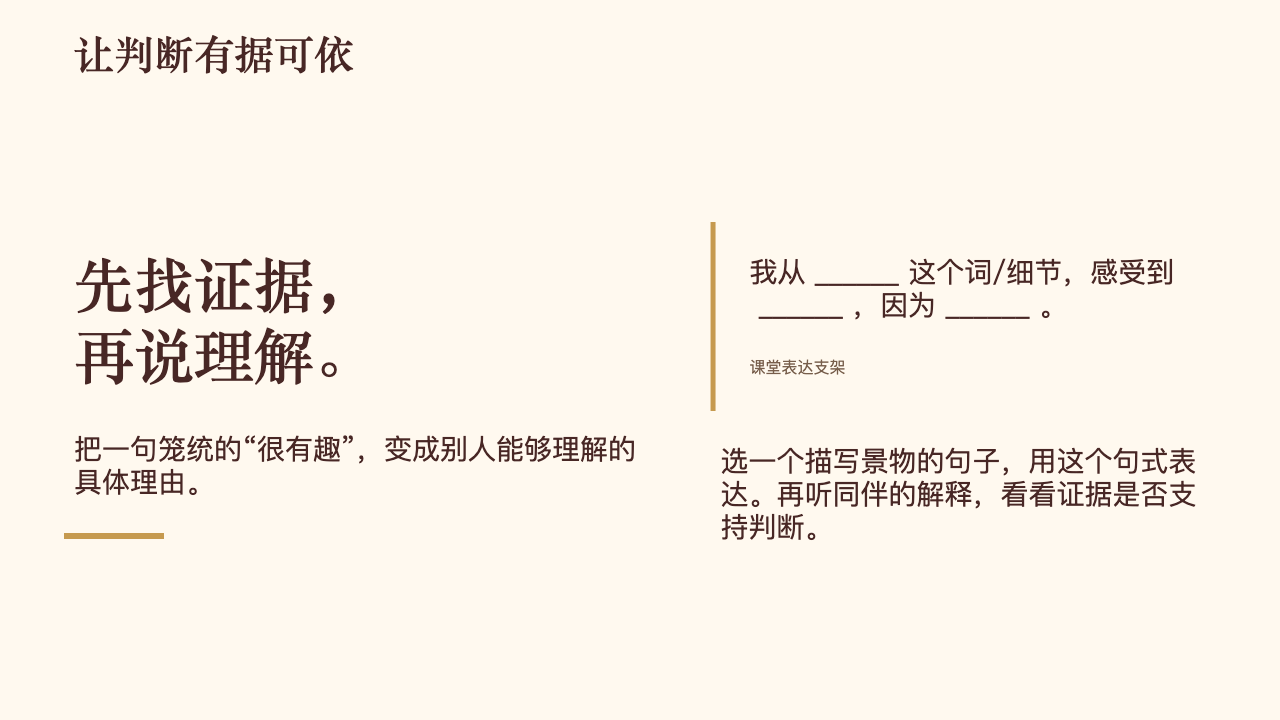 让判断有据可依
先找证据，
再说理解。
把一句笼统的“很有趣”，变成别人能够理解的
具体理由。
我从 ______ 这个词/细节，感受到
______ ，因为 ______ 。
课堂表达支架
选一个描写景物的句子，用这个句式表
达。再听同伴的解释，看看证据是否支
持判断。